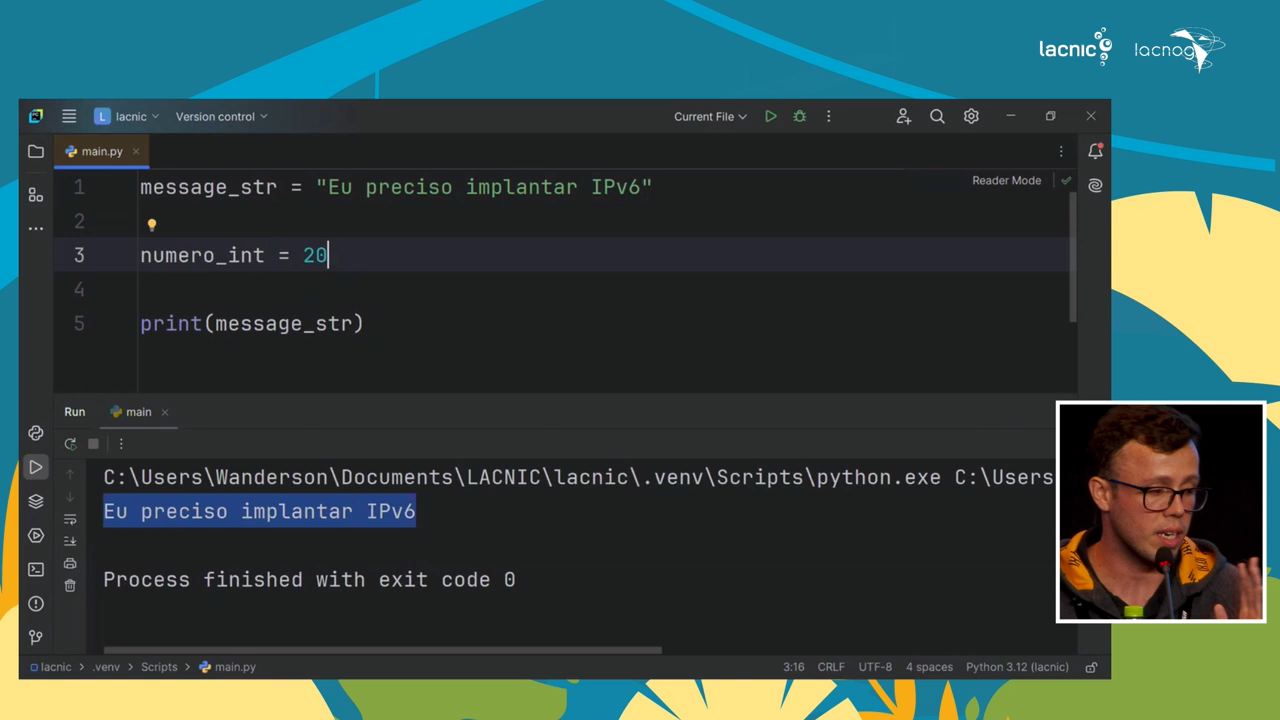 lacnic lacnog
L lacnic Version control Current File
main.py
Reader Mode
1 message_str = "Eu preciso implantar IPv6"
2
3 numero_int = 20
4
5 print(message_str)
Run main
C:\Users\Wanderson\Documents\LACNIC\lacnic\.venv\Scripts\python.exe C:\Users
Eu preciso implantar IPv6
Process finished with exit code 0
lacnic > .venv > Scripts > main.py 3:16 CRLF UTF-8 4 spaces Python 3.12 (lacnic)